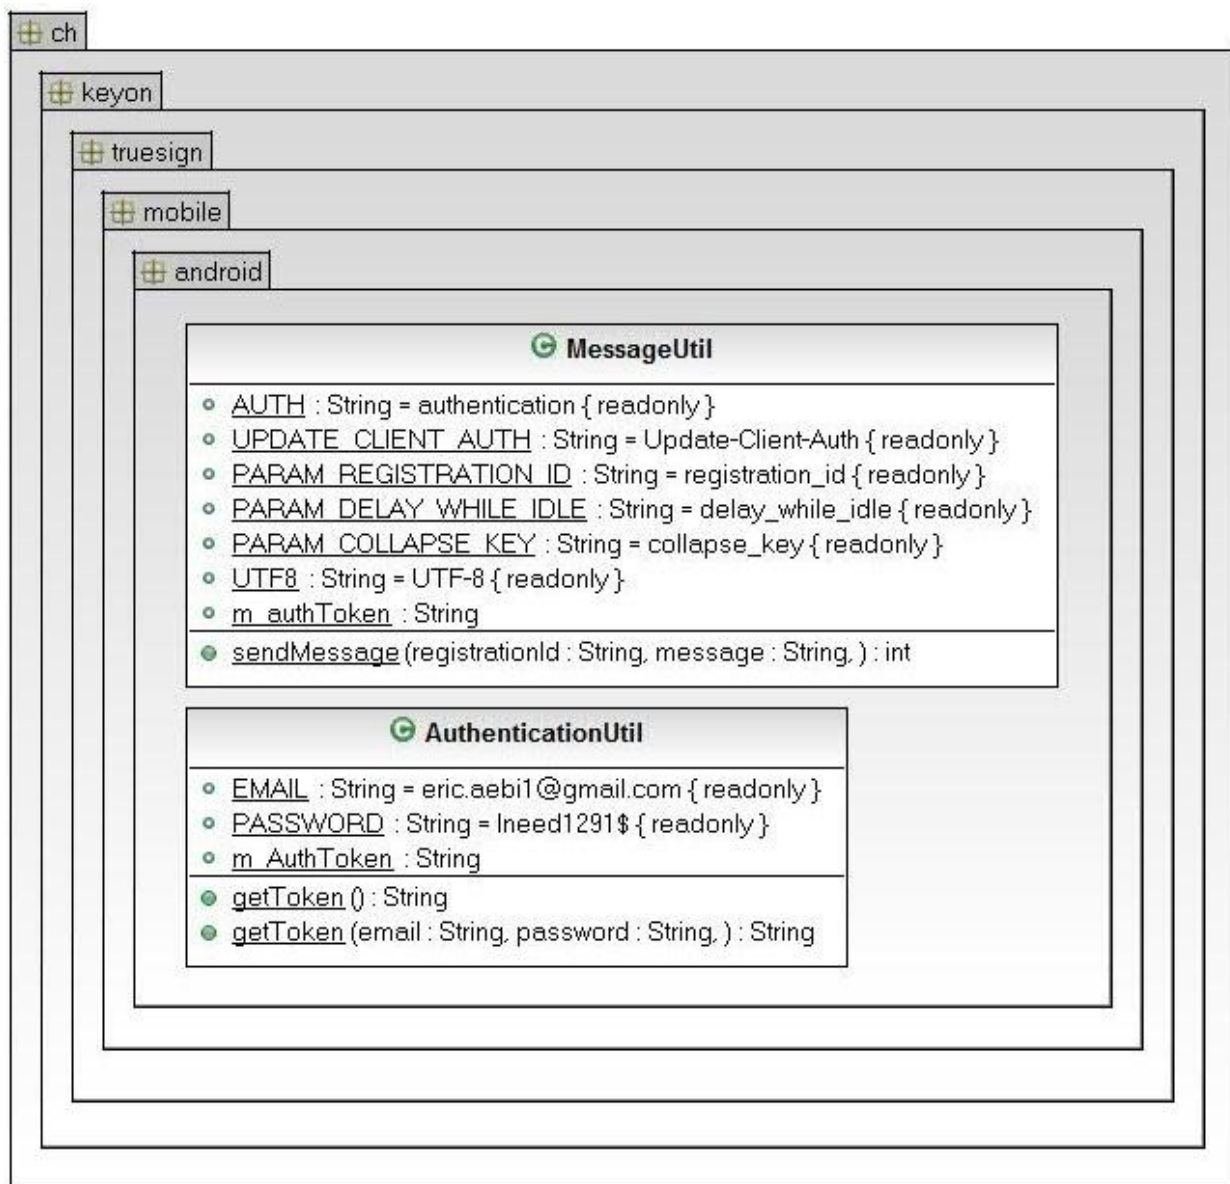 ch
keyon
truesign
mobile
android
MessageUtil
AUTH : String = authentication { readonly }
UPDATE_CLIENT_AUTH : String = Update-Client-Auth { readonly }
PARAM_REGISTRATION_ID : String = registration_id { readonly }
PARAM_DELAY_WHILE_IDLE : String = delay_while_idle { readonly }
PARAM_COLLAPSE_KEY : String = collapse_key { readonly }
UTF8 : String = UTF-8 { readonly }
m_authToken : String
sendMessage (registrationId : String, message : String, ) : int
AuthenticationUtil
EMAIL : String = eric.aebi1@gmail.com { readonly }
PASSWORD : String = Ineed1291$ { readonly }
m_AuthToken : String
getToken () : String
getToken (email : String, password : String, ) : String